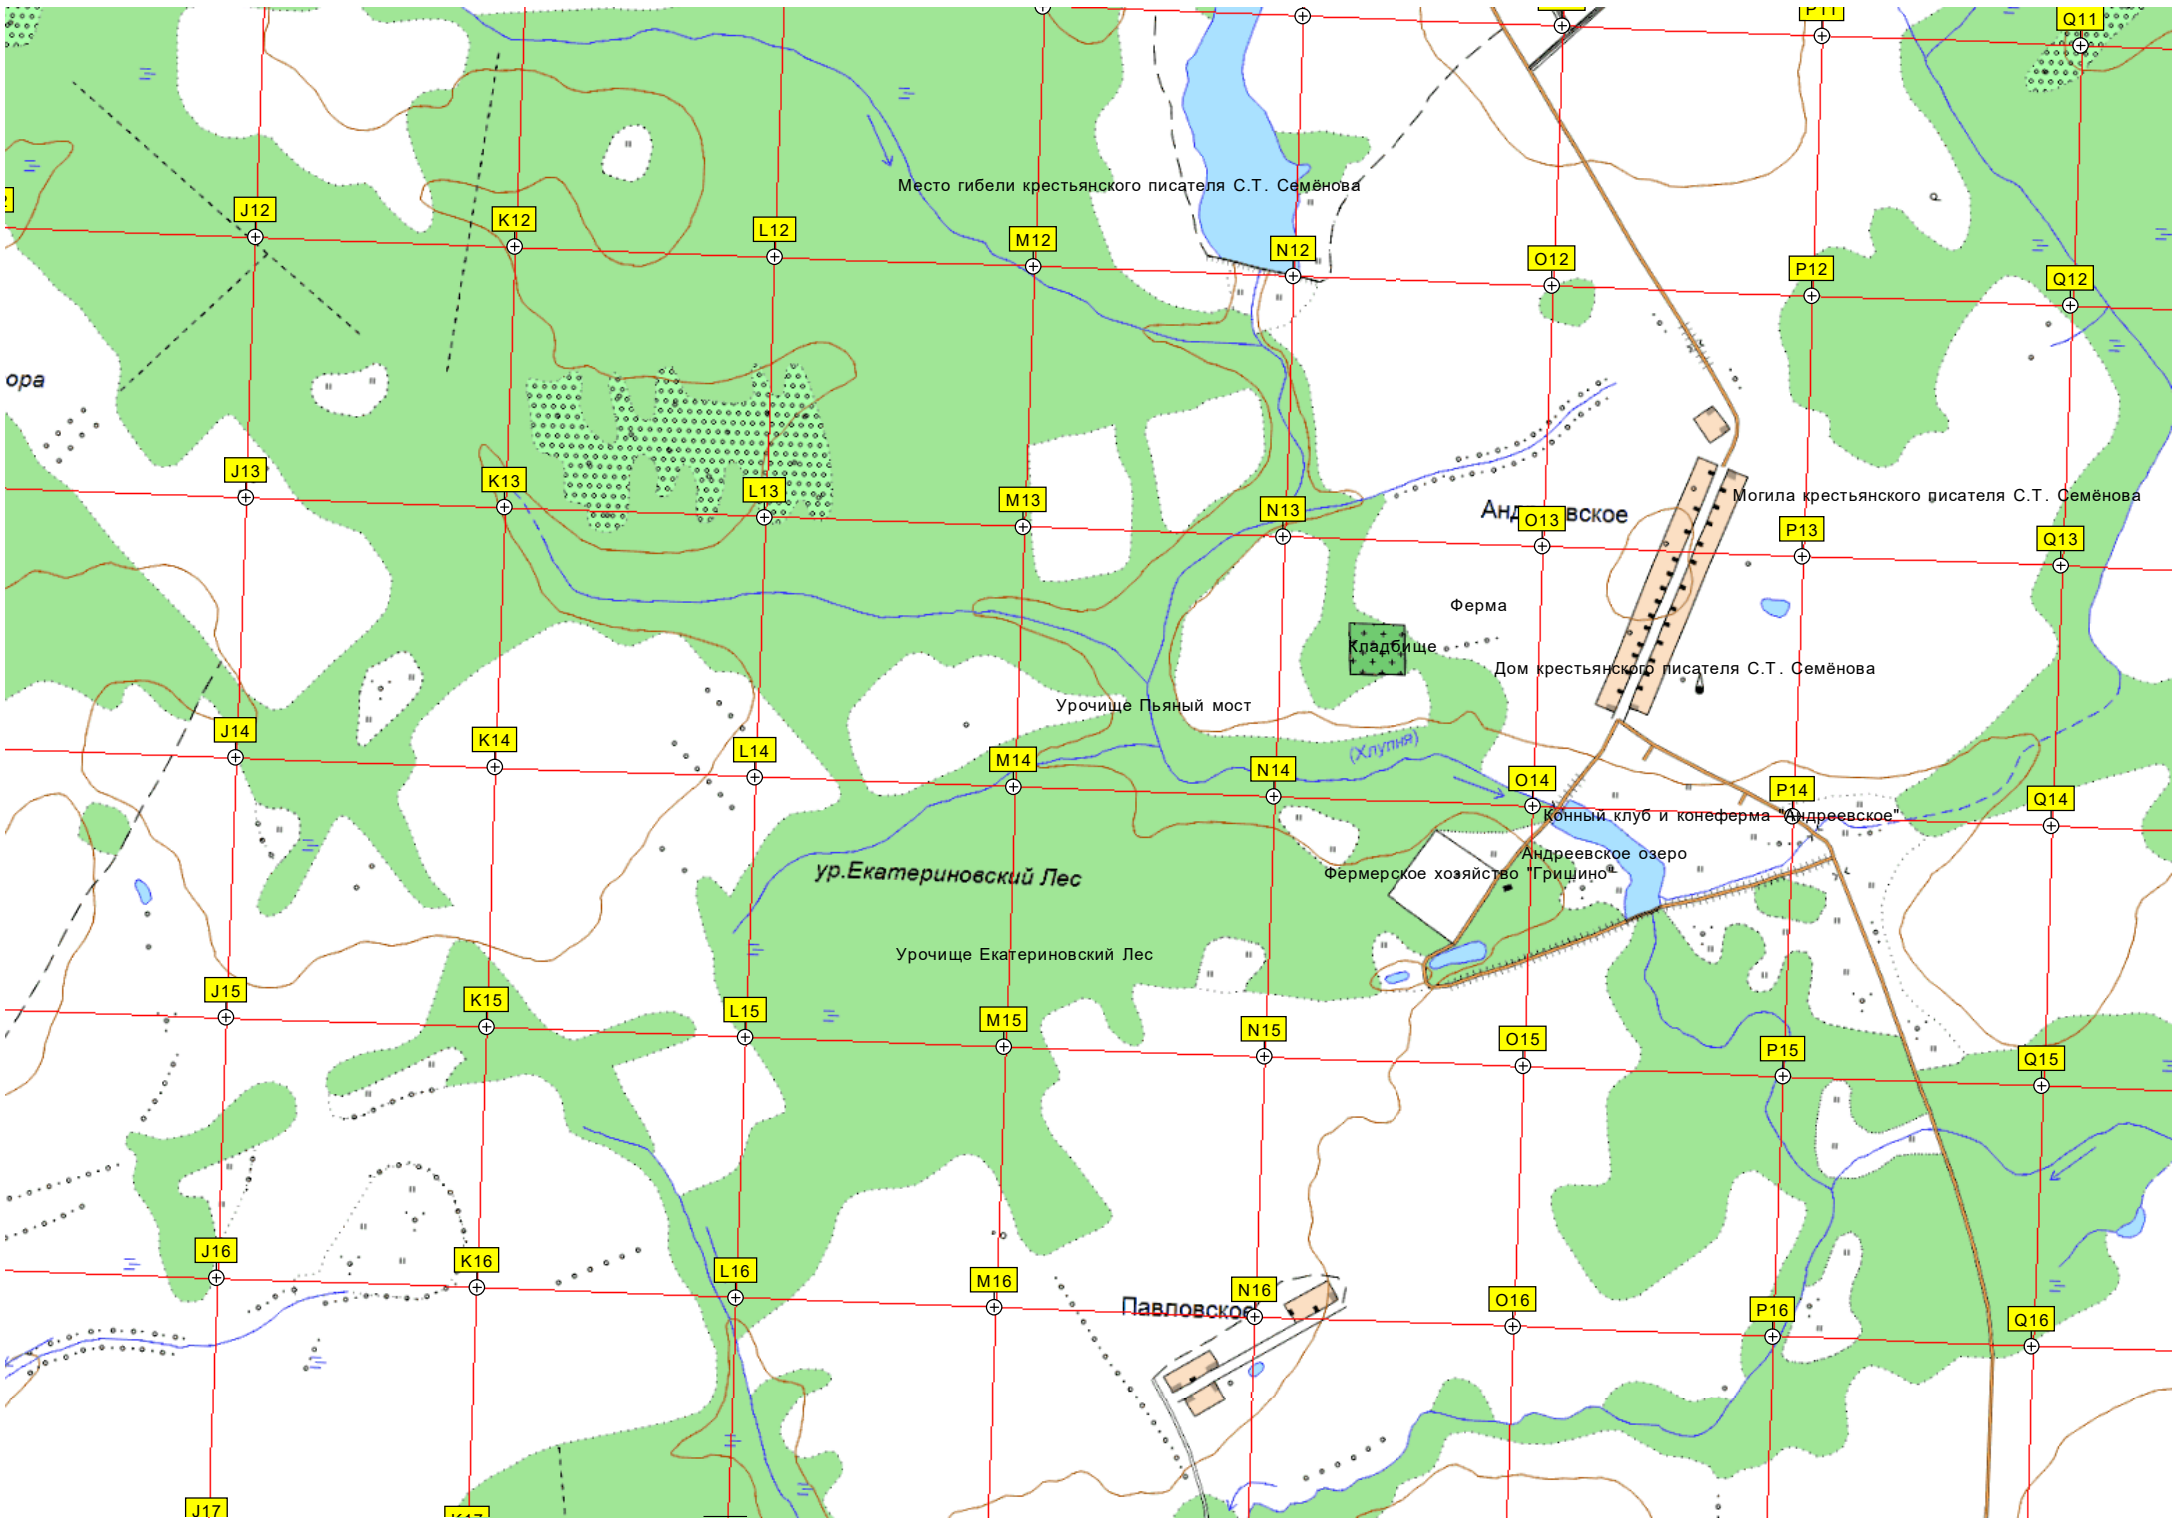 Q11
Место гибели крестьянского писателя С.Т. Семёнова
J12
K12
L12
M12
N12
O12
P12
Q12
ора
J13
K13
L13
M13
N13
O13
P13
Q13
Могила крестьянского писателя С.Т. Семёнова
Ферма
Кладбище
Дом крестьянского писателя С.Т. Семёнова
Урочище Пьяный мост
(Хлупня)
J14
K14
L14
M14
N14
O14
P14
Q14
Конный клуб и конеферма "Андреевское"
Андреевское озеро
Фермерское хозяйство "Гришино"
ур.Екатериновский Лес
Урочище Екатериновский Лес
J15
K15
L15
M15
N15
O15
P15
Q15
J16
K16
L16
M16
N16
O16
P16
Q16
Павловское
J17
K17